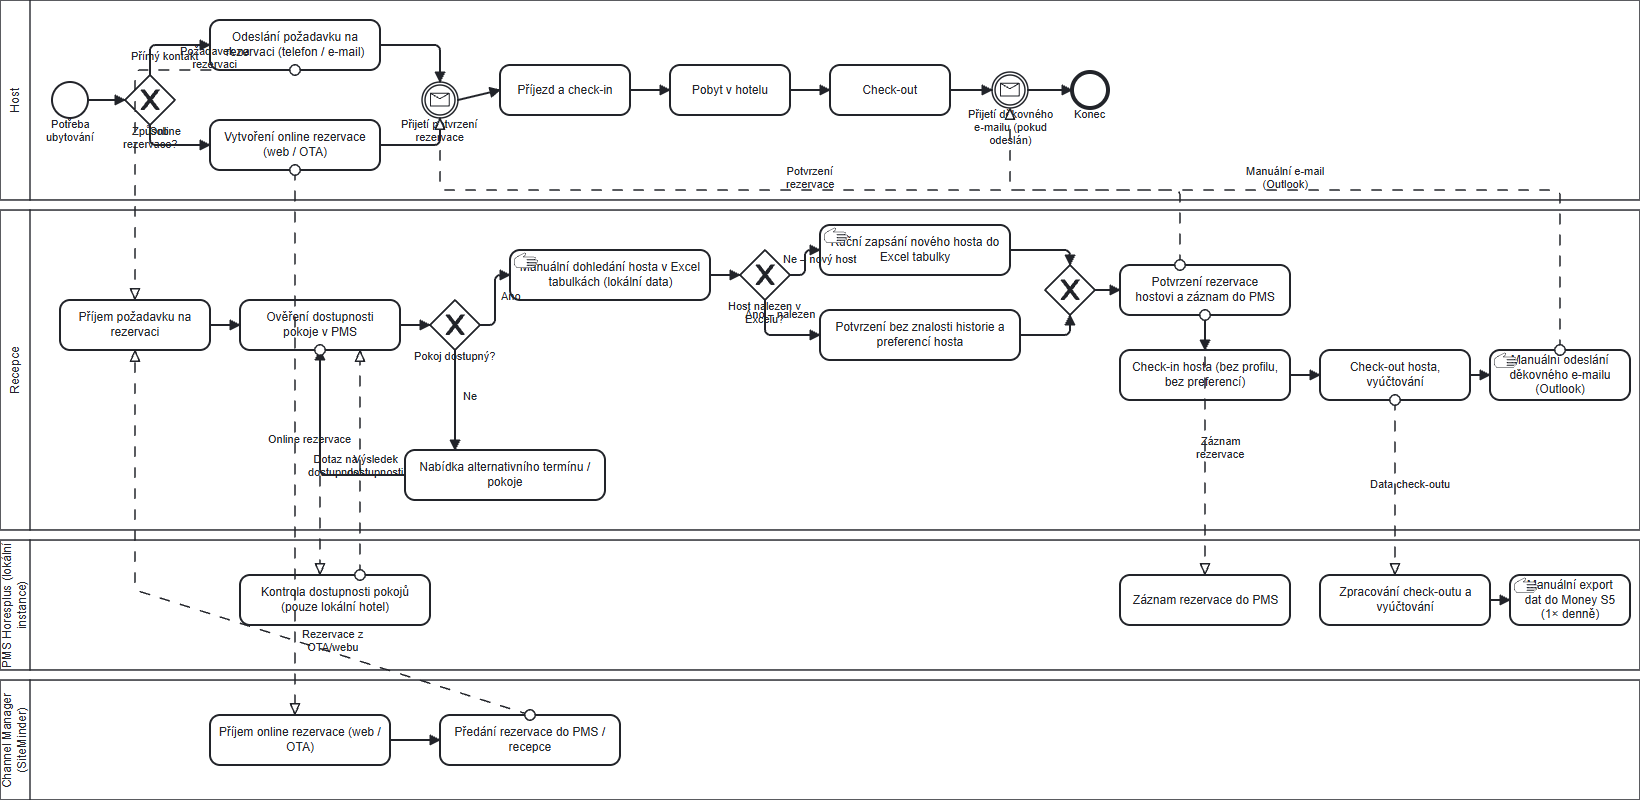 Host
Potřeba
ubytování
Přímý kontakt
Způsob
rezervace?
Online
Požadavek na
rezervaci
Odeslání požadavku na
rezervaci (telefon / e-mail)
Vytvoření online rezervace
(web / OTA)
Přijetí potvrzení
rezervace
Příjezd a check-in
Pobyt v hotelu
Check-out
Přijetí děkovného
e-mailu (pokud
odeslán)
Konec
Potvrzení
rezervace
Manuální e-mail
(Outlook)
Recepce
Příjem požadavku na
rezervaci
Ověření dostupnosti
pokoje v PMS
Pokoj dostupný?
Ano
Ne
Manuální dohledání hosta v Excel
tabulkách (lokální data)
Host nalezen v
Excelu?
Ne – nový host
Ano – nalezen
Ruční zapsání nového hosta do
Excel tabulky
Potvrzení bez znalosti historie a
preferencí hosta
Potvrzení rezervace
hostovi a záznam do PMS
Check-in hosta (bez profilu,
bez preferencí)
Check-out hosta,
vyúčtování
Manuální odeslání
děkovného e-mailu
(Outlook)
Online rezervace
Dotaz na
dostupnost
Výsledek
dostupnosti
Nabídka alternativního termínu /
pokoje
Záznam
rezervace
Data check-outu
PMS Horesplus (lokální
instance)
Kontrola dostupnosti pokojů
(pouze lokální hotel)
Záznam rezervace do PMS
Zpracování check-outu a
vyúčtování
Manuální export
dat do Money S5
(1× denně)
Rezervace z
OTA/webu
Channel Manager
(SiteMinder)
Příjem online rezervace (web /
OTA)
Předání rezervace do PMS /
recepce